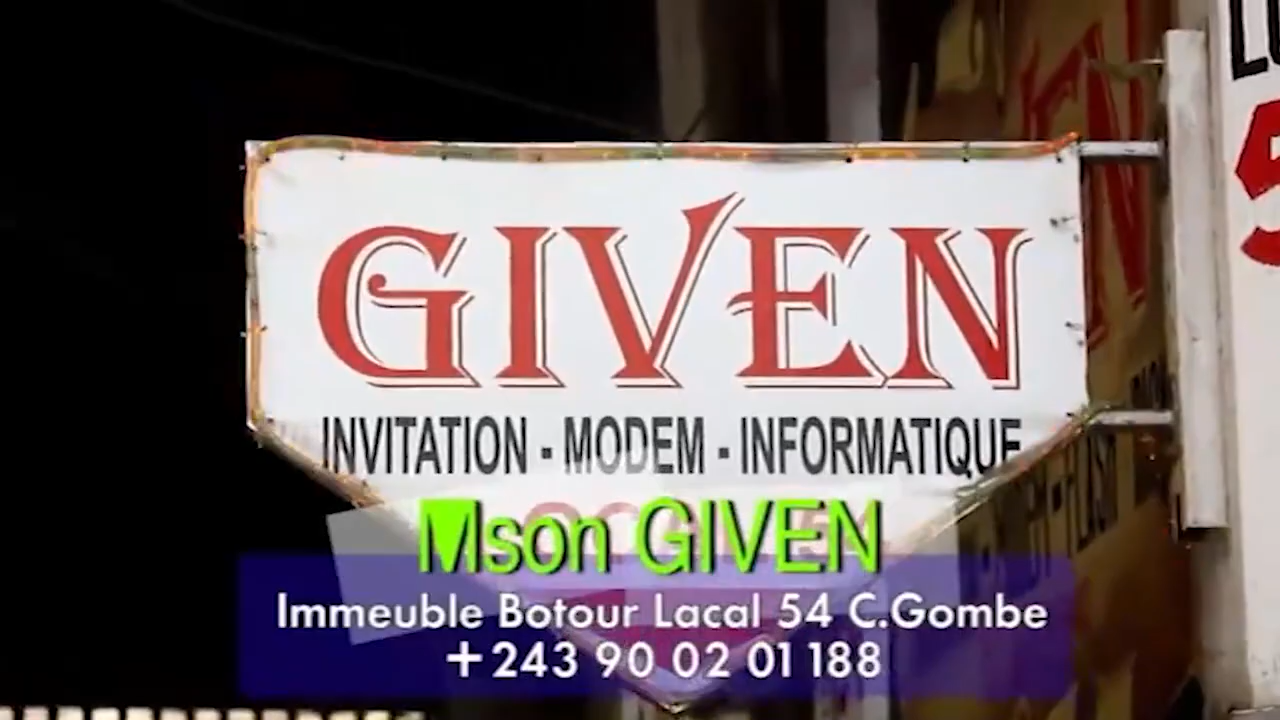 GIVEN
INVITATION - MODEM - INFORMATIQUE
Mson GIVEN
Immeuble Botour Lacal 54 C.Gombe
+243 90 02 01 188